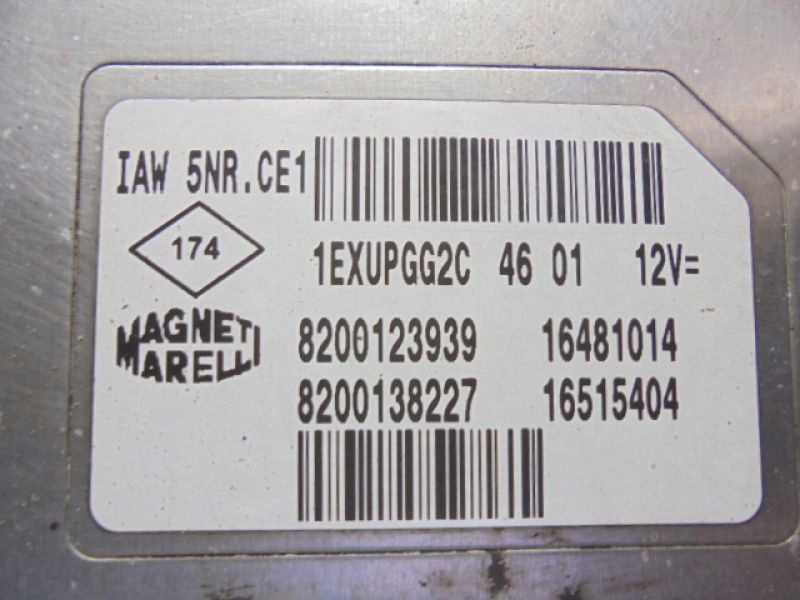 IAW 5NR.CE1
174
1EXUPGG2C 46 01 12V=
MAGNETI
MARELLI
8200123939 16481014
8200138227 16515404